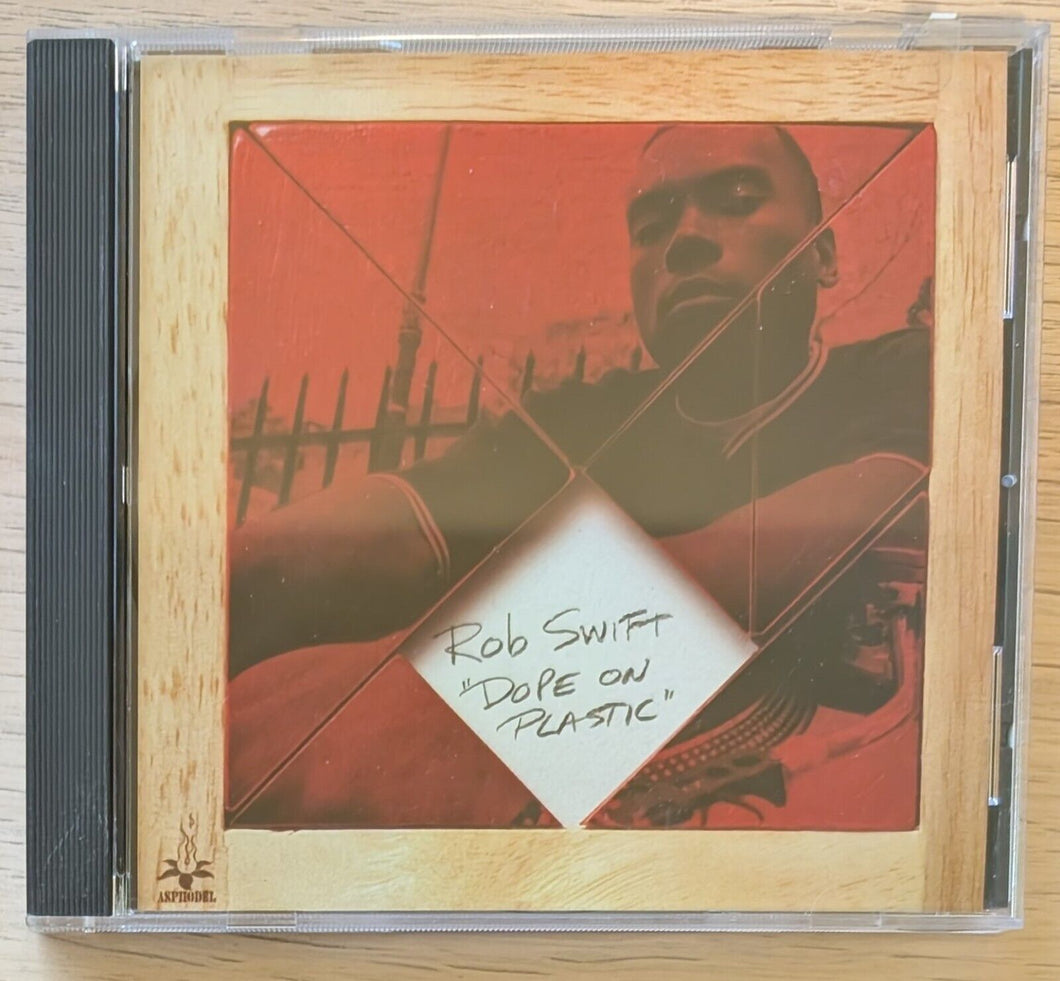 Rob Swift
"Dope on
Plastic"
ASPHODEL